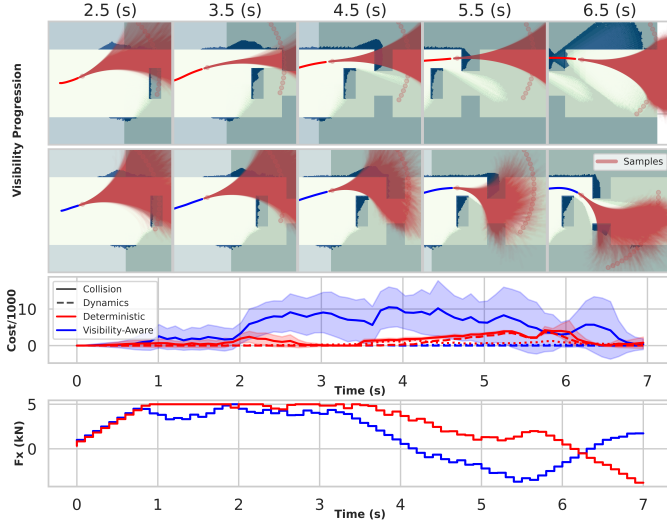 2.5 (s) 3.5 (s) 4.5 (s) 5.5 (s) 6.5 (s)
Visibility Progression
Samples
Cost/1000
10
0
Collision
Dynamics
Deterministic
Visibility-Aware
0 1 2 3 4 5 6 7
Time (s)
Fx (kN)
5
0
0 1 2 3 4 5 6 7
Time (s)